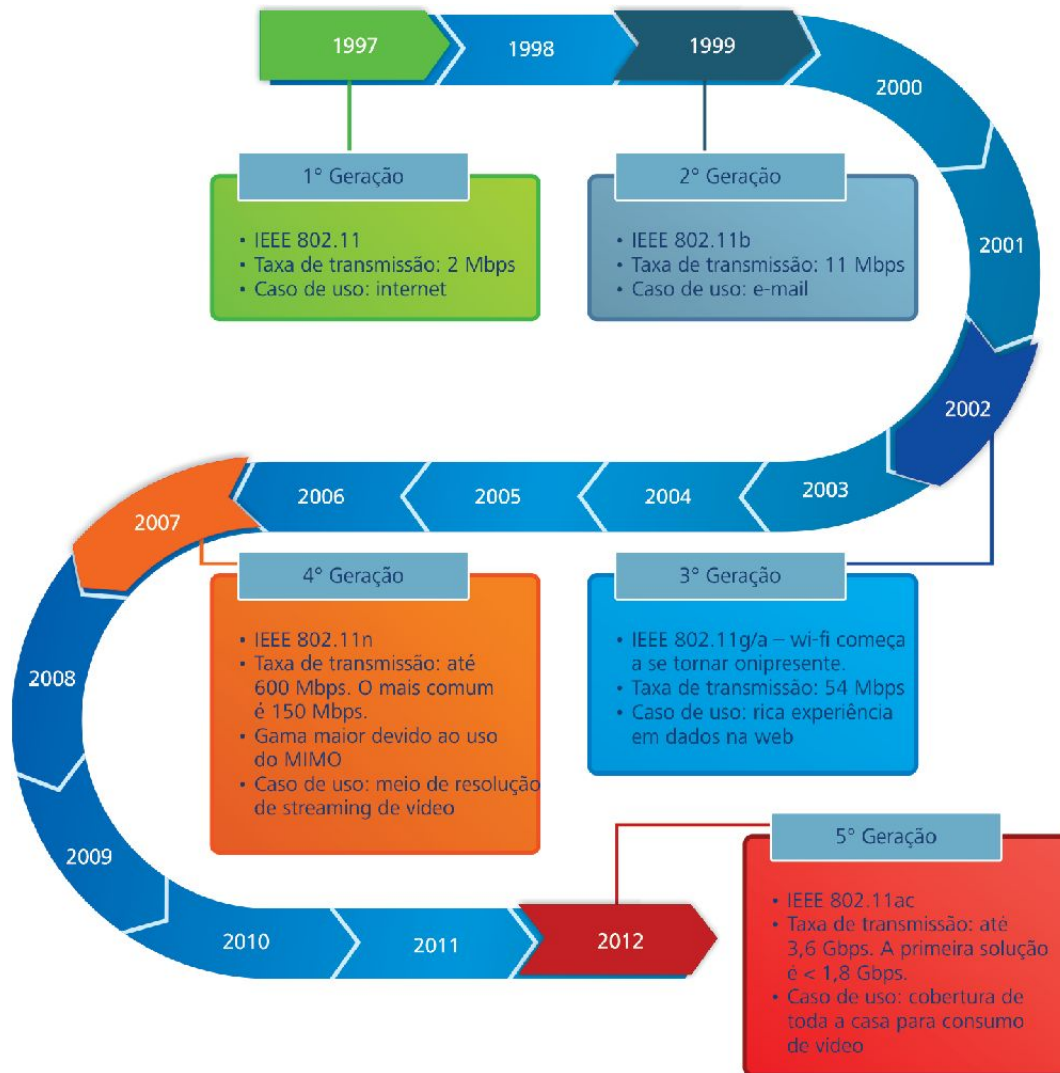 1997
1998
1999
2000
2001
2002
2003
2004
2005
2006
2007
2008
2009
2010
2011
2012
1° Geração
• IEEE 802.11
• Taxa de transmissão: 2 Mbps
• Caso de uso: internet
2° Geração
• IEEE 802.11b
• Taxa de transmissão: 11 Mbps
• Caso de uso: e-mail
3° Geração
• IEEE 802.11g/a – wi-fi começa
a se tornar onipresente.
• Taxa de transmissão: 54 Mbps
• Caso de uso: rica experiência
em dados na web
4° Geração
• IEEE 802.11n
• Taxa de transmissão: até
600 Mbps. O mais comum
é 150 Mbps.
• Gama maior devido ao uso
do MIMO
• Caso de uso: meio de resolução
de streaming de vídeo
5° Geração
• IEEE 802.11ac
• Taxa de transmissão: até
3,6 Gbps. A primeira solução
é < 1,8 Gbps.
• Caso de uso: cobertura de
toda a casa para consumo
de vídeo